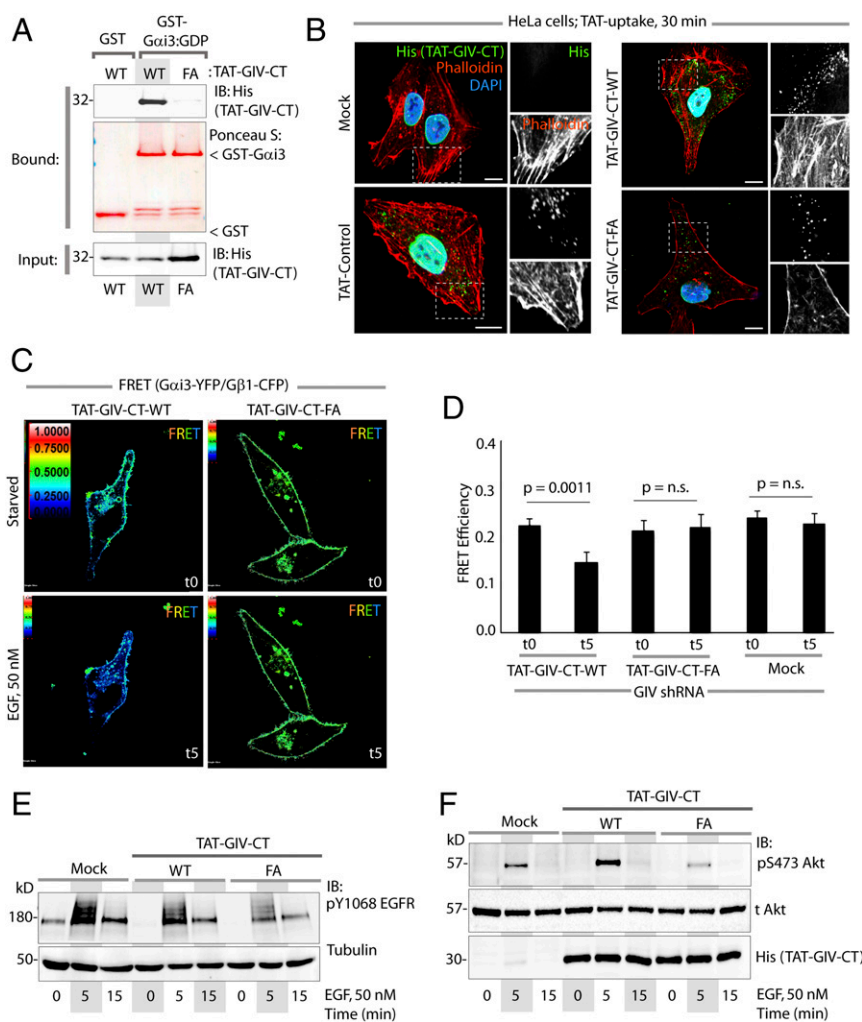 A
GST-
GST Gαi3:GDP
WT WT FA :TAT-GIV-CT
32-
IB: His
(TAT-GIV-CT)
Bound:
Ponceau S:
< GST-Gαi3
< GST
Input:
32-
IB: His
(TAT-GIV-CT)
WT WT FA
B
HeLa cells; TAT-uptake, 30 min
His (TAT-GIV-CT) His
Phalloidin
DAPI
Phalloidin
Mock
TAT-Control
TAT-GIV-CT-WT
TAT-GIV-CT-FA
C
FRET (Gαi3-YFP/Gβ1-CFP)
TAT-GIV-CT-WT TAT-GIV-CT-FA
1.0000
0.7500
0.5000
0.2500
FRET FRET
Starved
t0 t0
FRET FRET
EGF, 50 nM
t5 t5
D
FRET Efficiency
0.4
0.3
0.2
0.2
0.0
p = 0.0011 p = n.s. p = n.s.
t0 t5 t0 t5 t0 t5
TAT-GIV-CT-WT TAT-GIV-CT-FA Mock
GIV shRNA
E
TAT-GIV-CT
Mock WT FA
kD IB:
180- pY1068 EGFR
50- Tubulin
0 5 15 0 5 15 0 5 15 EGF, 50 nM
Time (min)
F
TAT-GIV-CT
Mock WT FA
kD IB:
57- pS473 Akt
57- t Akt
30- His (TAT-GIV-CT)
0 5 15 0 5 15 0 5 15 EGF, 50 nM
Time (min)